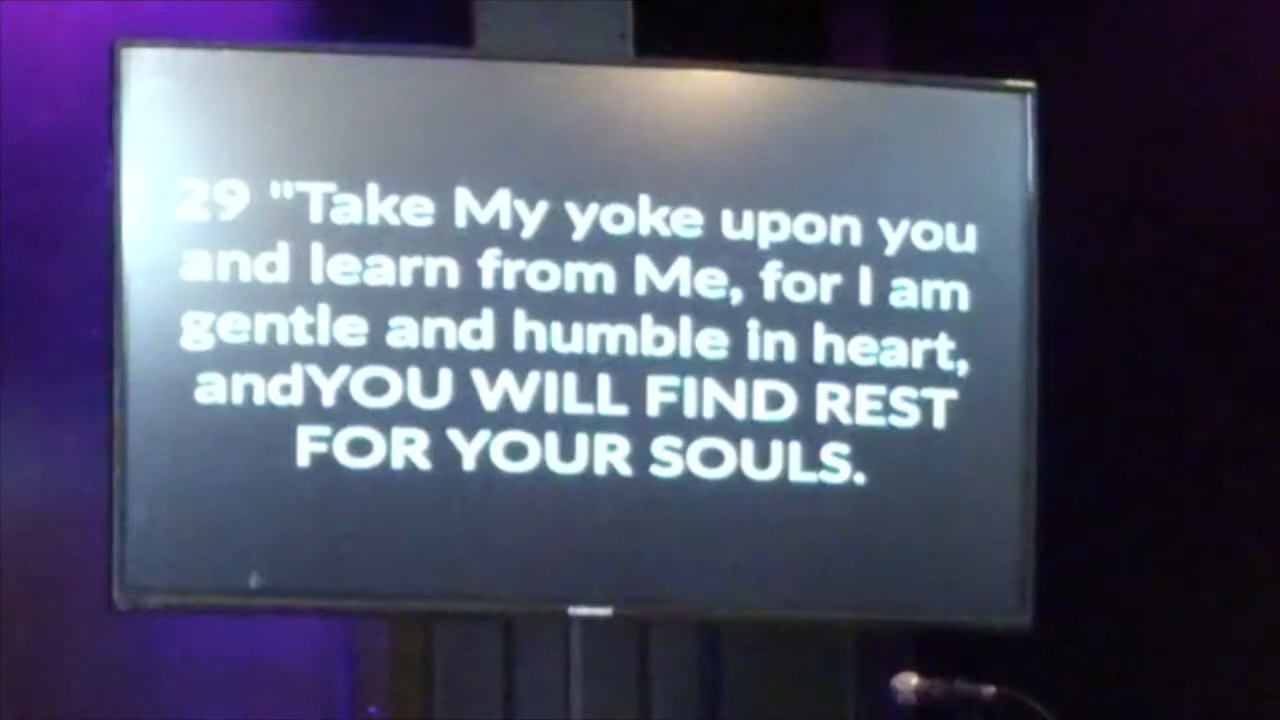 29 "Take My yoke upon you
and learn from Me, for I am
gentle and humble in heart,
andYOU WILL FIND REST
FOR YOUR SOULS.